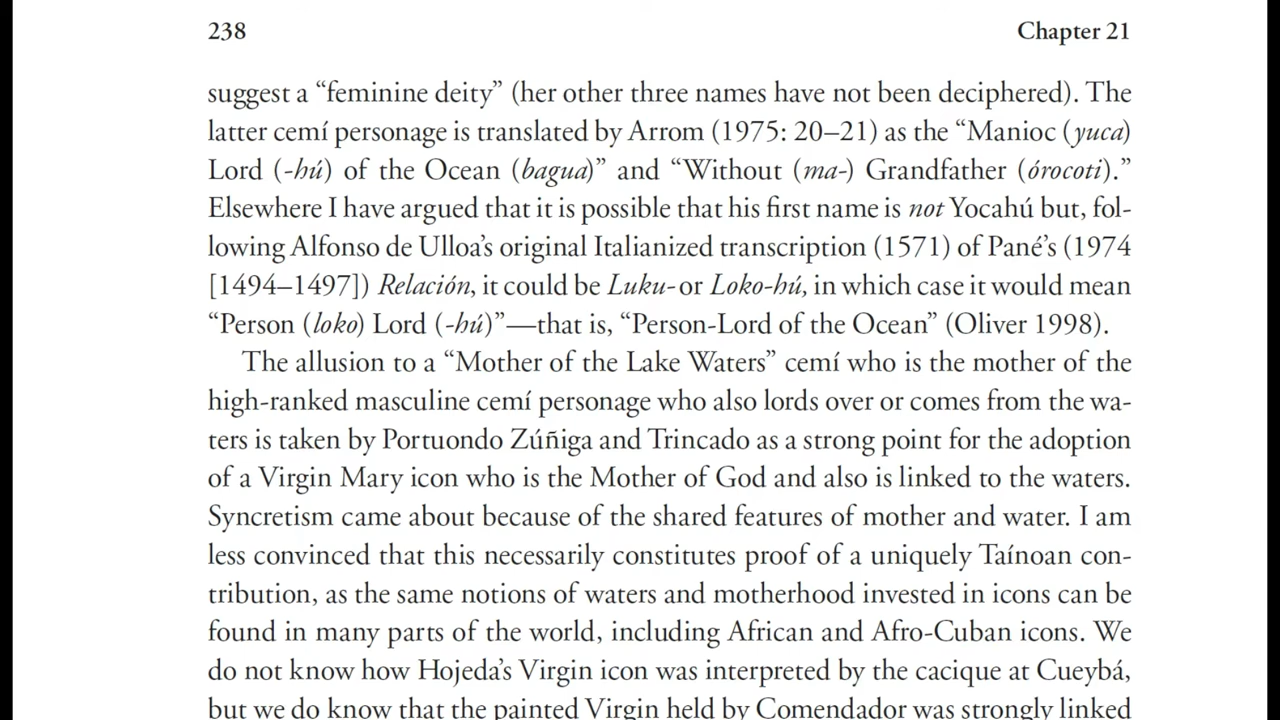 238 Chapter 21
suggest a “feminine deity” (her other three names have not been deciphered). The
latter cemí personage is translated by Arrom (1975: 20–21) as the “Manioc (yuca)
Lord (-hú) of the Ocean (bagua)” and “Without (ma-) Grandfather (órocoti).”
Elsewhere I have argued that it is possible that his first name is not Yocahú but, fol-
lowing Alfonso de Ulloa’s original Italianized transcription (1571) of Pané’s (1974
[1494–1497]) Relación, it could be Luku- or Loko-hú, in which case it would mean
“Person (loko) Lord (-hú)”—that is, “Person-Lord of the Ocean” (Oliver 1998).
The allusion to a “Mother of the Lake Waters” cemí who is the mother of the
high-ranked masculine cemí personage who also lords over or comes from the wa-
ters is taken by Portuondo Zúñiga and Trincado as a strong point for the adoption
of a Virgin Mary icon who is the Mother of God and also is linked to the waters.
Syncretism came about because of the shared features of mother and water. I am
less convinced that this necessarily constitutes proof of a uniquely Taínoan con-
tribution, as the same notions of waters and motherhood invested in icons can be
found in many parts of the world, including African and Afro-Cuban icons. We
do not know how Hojeda’s Virgin icon was interpreted by the cacique at Cueybá,
but we do know that the painted Virgin held by Comendador was strongly linked